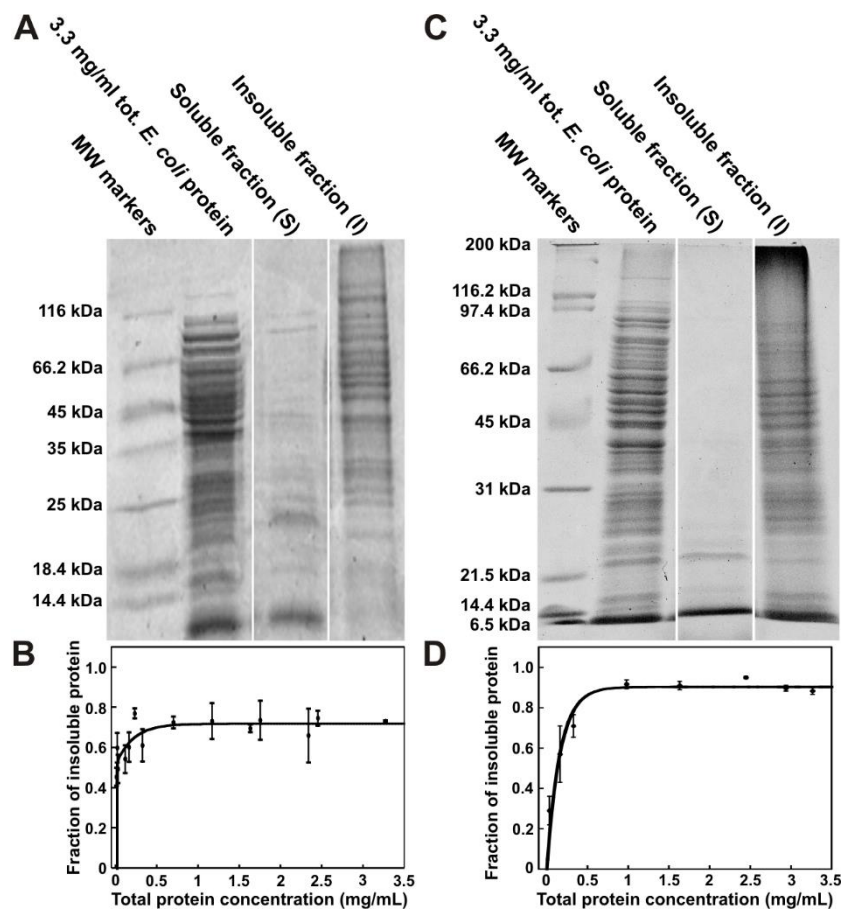 A
MW markers
3.3 mg/ml tot. E. coli protein
Soluble fraction (S)
Insoluble fraction (I)
116 kDa
66.2 kDa
45 kDa
35 kDa
25 kDa
18.4 kDa
14.4 kDa
B
Fraction of insoluble protein
1.0
0.8
0.6
0.4
0.2
0
0 0.5 1 1.5 2 2.5 3 3.5
Total protein concentration (mg/mL)
C
MW markers
3.3 mg/ml tot. E. coli protein
Soluble fraction (S)
Insoluble fraction (I)
200 kDa
116.2 kDa
97.4 kDa
66.2 kDa
45 kDa
31 kDa
21.5 kDa
14.4 kDa
6.5 kDa
D
Fraction of insoluble protein
1.0
0.8
0.6
0.4
0.2
0
0 0.5 1 1.5 2 2.5 3 3.5
Total protein concentration (mg/mL)